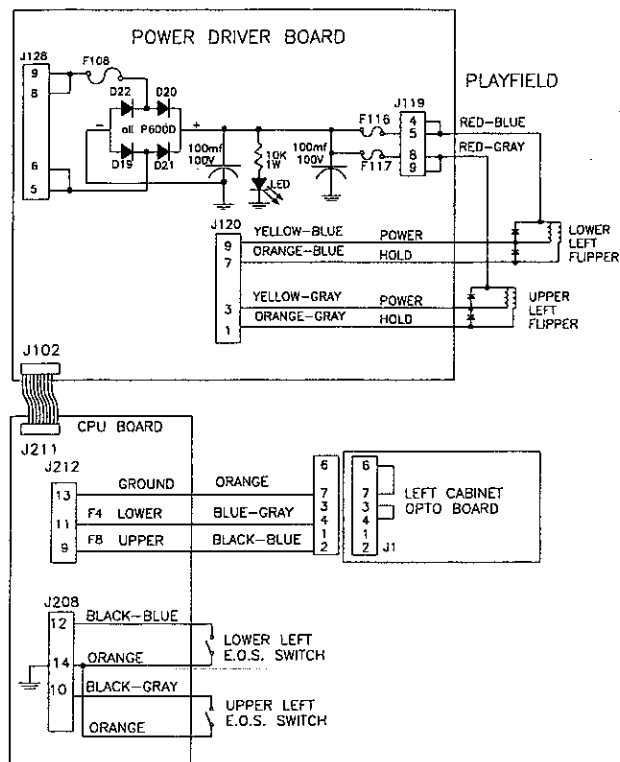 POWER DRIVER BOARD
PLAYFIELD
J128
9
8
6
5
F108
D22
D20
all P600D
D19
D21
−
+
100mf
100V
10K
1W
LED
100mf
100V
F116
F117
J119
4
5
8
9
RED-BLUE
RED-GRAY
J120
9
7
3
1
YELLOW-BLUE POWER
ORANGE-BLUE HOLD
YELLOW-GRAY POWER
ORANGE-GRAY HOLD
LOWER
LEFT
FLIPPER
UPPER
LEFT
FLIPPER
J102
J211
CPU BOARD
J212
13 GROUND ORANGE
11 F4 LOWER BLUE-GRAY
9 F8 UPPER BLACK-BLUE
6
7
3
4
1
2
6
7
3
4
1
2
J1
LEFT CABINET
OPTO BOARD
J208
12 BLACK-BLUE
14 ORANGE
10 BLACK-GRAY
ORANGE
LOWER LEFT
E.O.S. SWITCH
UPPER LEFT
E.O.S. SWITCH